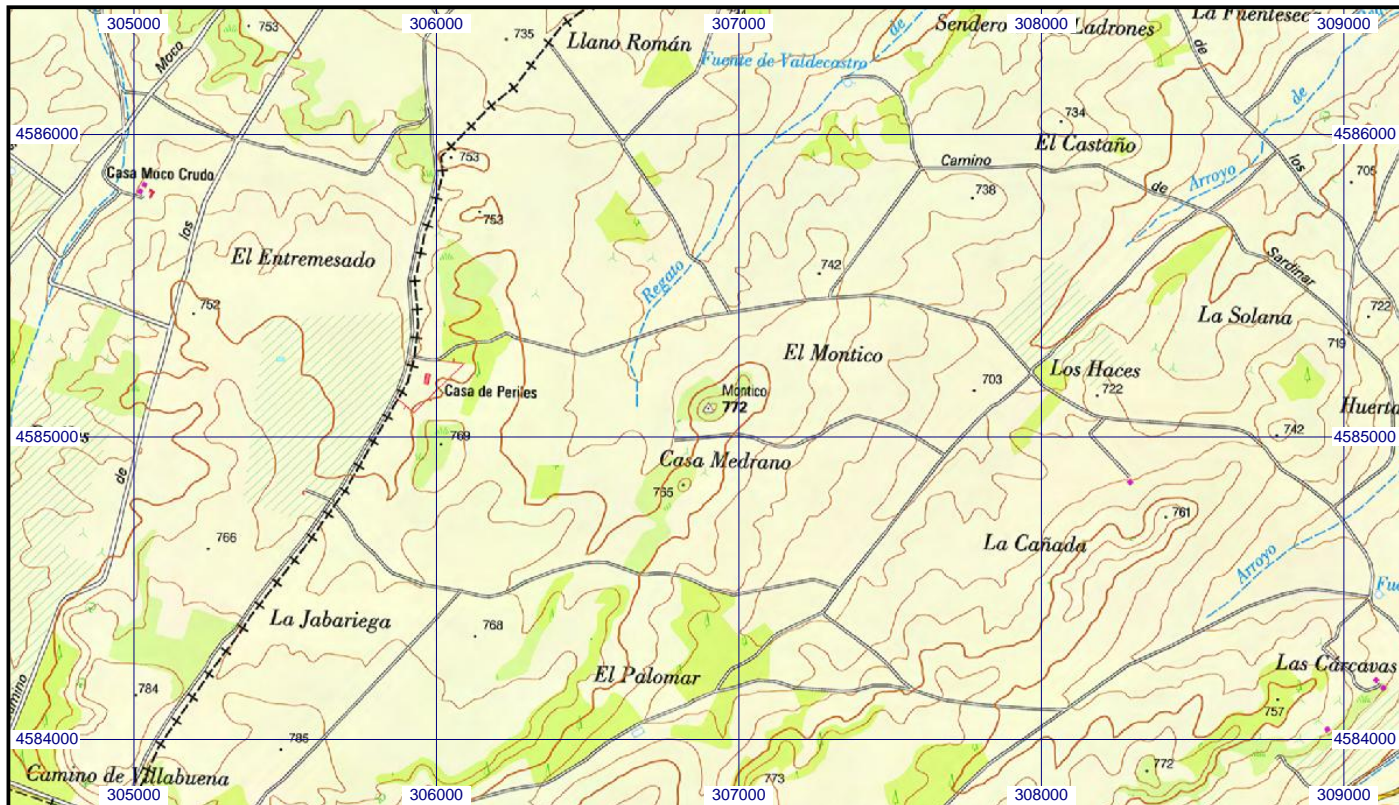 305000 306000 307000 308000 309000
753 735 Llano Román de Sendero Ladrones La
Moco Fuente de Valdecastro de de
4586000 734 4586000
753 El Castaño
Casa Moco Crudo Camino de Arroyo los 705
los 753 738
El Entremesado 742 Sardinar
Regato
752 La Solana 722
El Montico 719
Los Haces
Casa de Periles Montico 703 722
772 Huerta
4585000 769 742 4585000
Casa Medrano
de 765
761
766 La Cañada
Arroyo
La Jabariega 768
El Palomar Las Cárcavas
784 757
4584000 785 4584000
Camino de Villabuena 773 772
305000 306000 307000 308000 309000